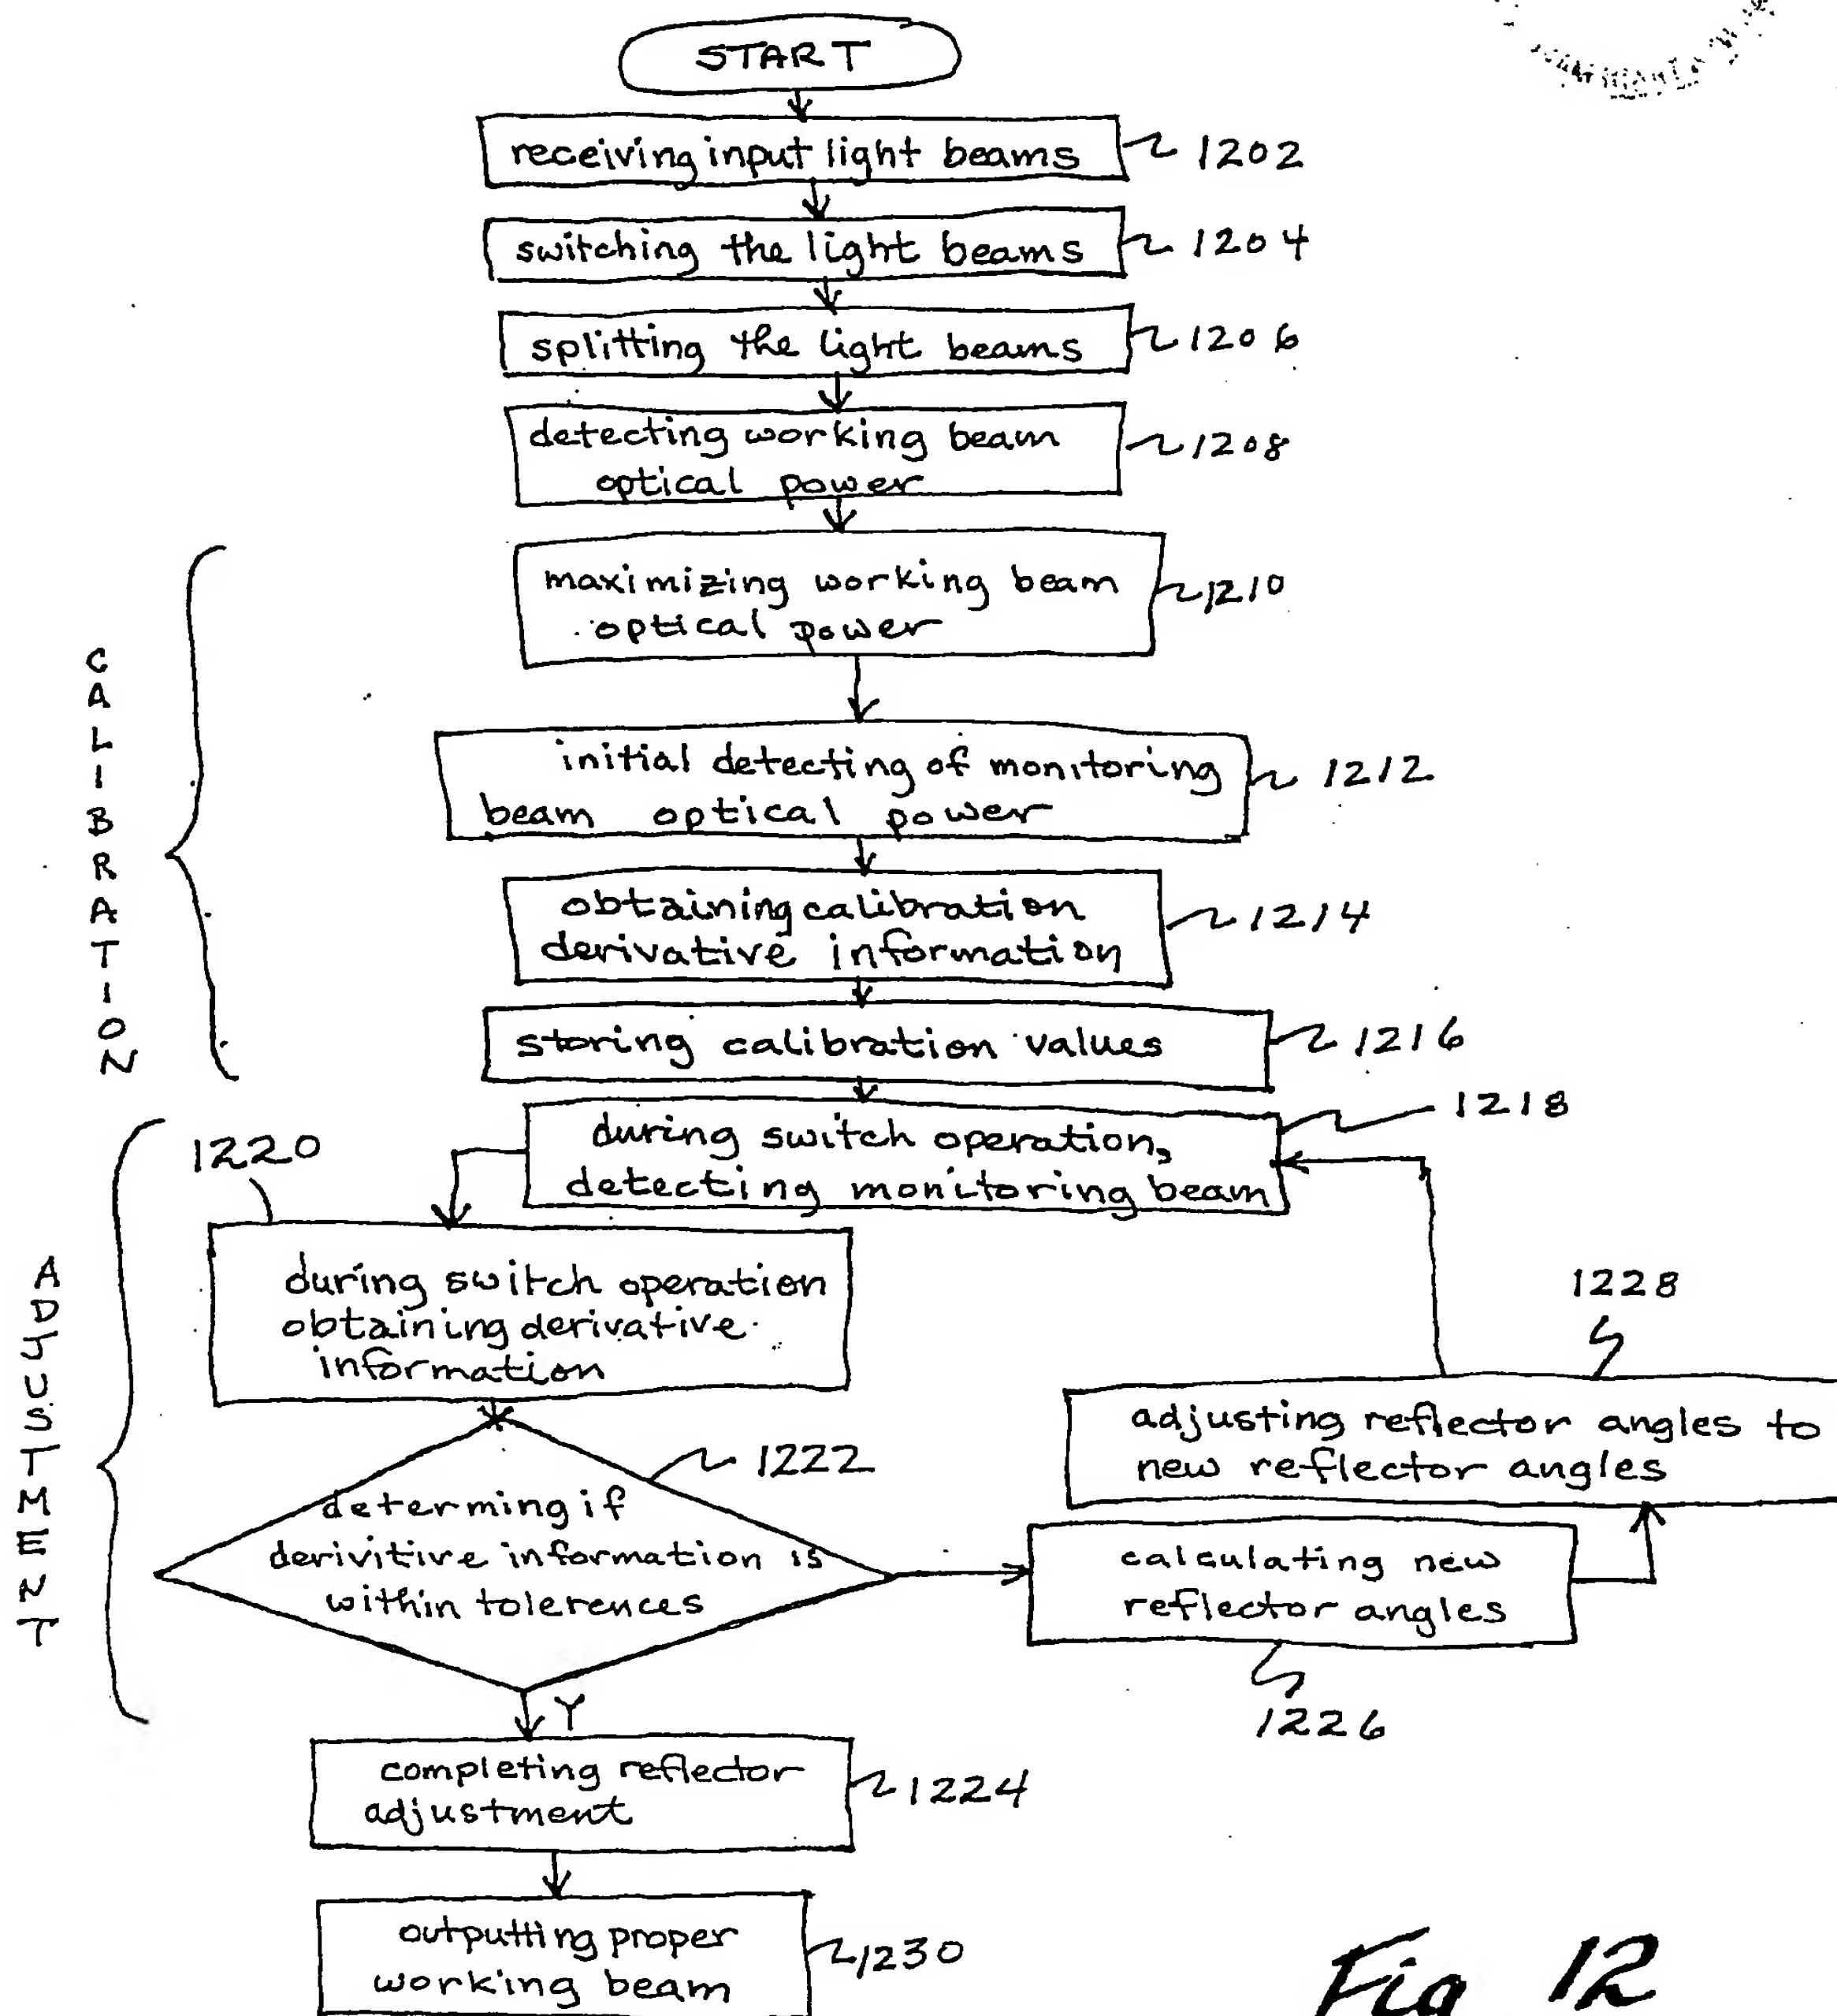 START
receiving input light beams
1202
switching the light beams
1204
splitting the light beams
1206
detecting working beam
optical power
1208
maximizing working beam
optical power
1210
CALIBRATION
initial detecting of monitoring
beam optical power
1212
obtaining calibration
derivative information
1214
storing calibration values
1216
during switch operation,
detecting monitoring beam
1218
1220
during switch operation
obtaining derivative
information
ADJUSTMENT
1228
adjusting reflector angles to
new reflector angles
1222
determing if
derivitive information is
within tolerences
calculating new
reflector angles
1226
Y
completing reflector
adjustment
1224
outputting proper
working beam
1230
Fig 12